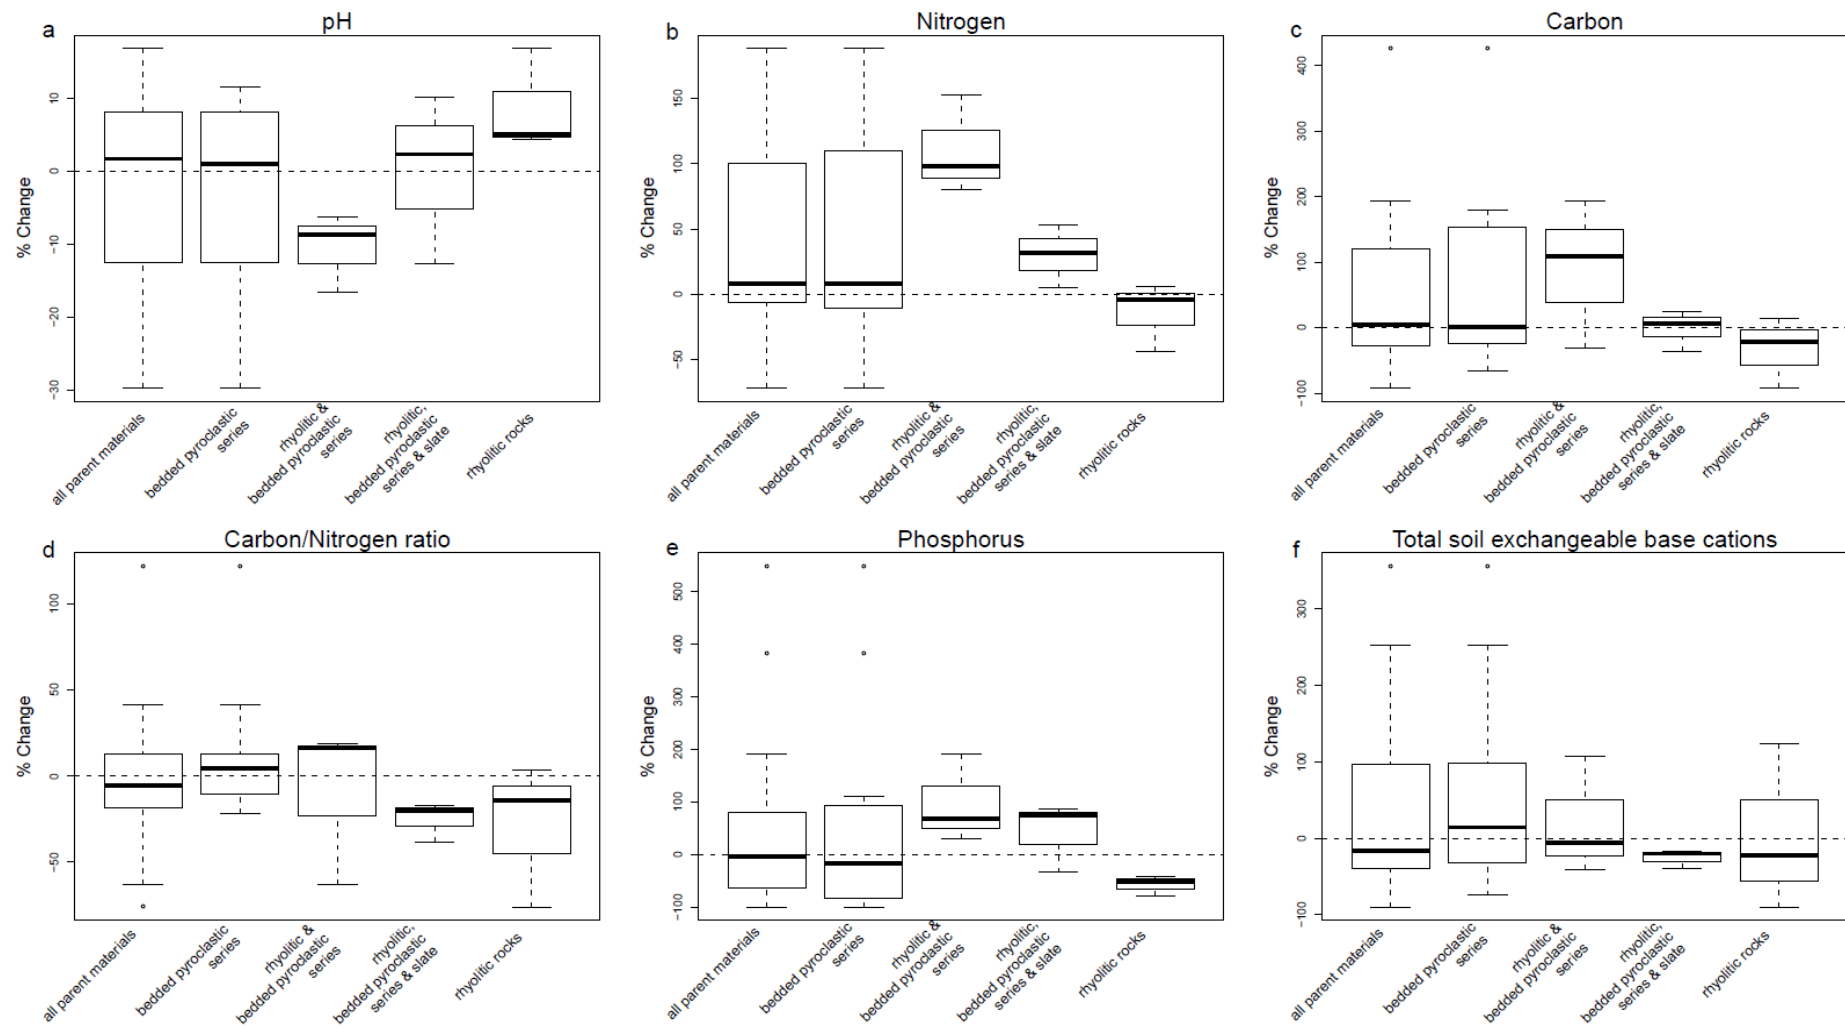 a
pH
% Change
10
0
-10
-20
-30
all parent materials
bedded pyroclastic
series
rhyolitic &
bedded pyroclastic
series
rhyolitic,
bedded pyroclastic
series & slate
rhyolitic rocks
b
Nitrogen
% Change
150
100
50
0
-50
all parent materials
bedded pyroclastic
series
rhyolitic &
bedded pyroclastic
series
rhyolitic,
bedded pyroclastic
series & slate
rhyolitic rocks
c
Carbon
% Change
400
300
200
100
0
-100
all parent materials
bedded pyroclastic
series
rhyolitic &
bedded pyroclastic
series
rhyolitic,
bedded pyroclastic
series & slate
rhyolitic rocks
d
Carbon/Nitrogen ratio
% Change
100
50
0
-50
all parent materials
bedded pyroclastic
series
rhyolitic &
bedded pyroclastic
series
rhyolitic,
bedded pyroclastic
series & slate
rhyolitic rocks
e
Phosphorus
% Change
500
400
300
200
100
0
-100
all parent materials
bedded pyroclastic
series
rhyolitic &
bedded pyroclastic
series
rhyolitic,
bedded pyroclastic
series & slate
rhyolitic rocks
f
Total soil exchangeable base cations
% Change
300
200
100
0
-100
all parent materials
bedded pyroclastic
series
rhyolitic &
bedded pyroclastic
series
rhyolitic,
bedded pyroclastic
series & slate
rhyolitic rocks